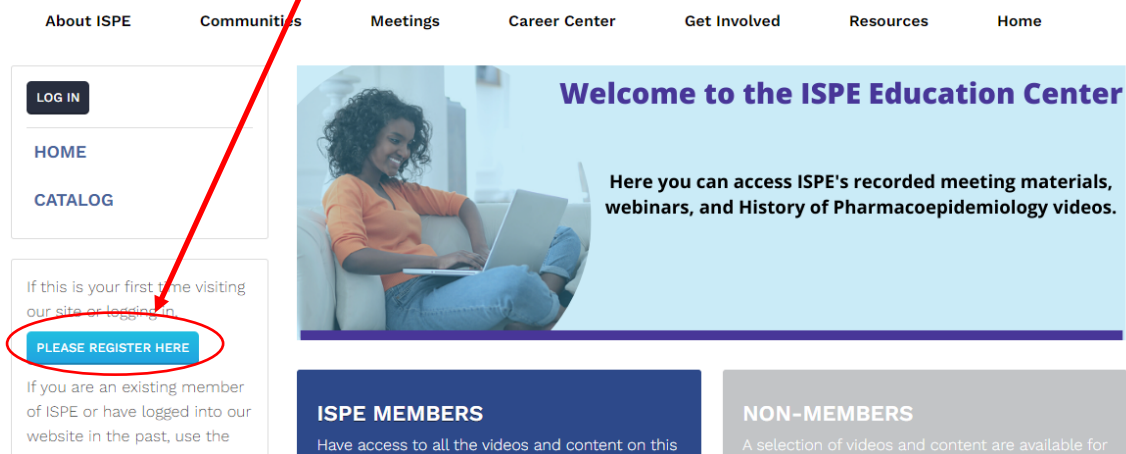 About ISPE Communities Meetings Career Center Get Involved Resources Home
LOG IN
HOME
CATALOG
If this is your first time visiting
our site or logging in,
PLEASE REGISTER HERE
If you are an existing member
of ISPE or have logged into our
website in the past, use the
Welcome to the ISPE Education Center
Here you can access ISPE's recorded meeting materials,
webinars, and History of Pharmacoepidemiology videos.
ISPE MEMBERS
Have access to all the videos and content on this
NON-MEMBERS
A selection of videos and content are available for